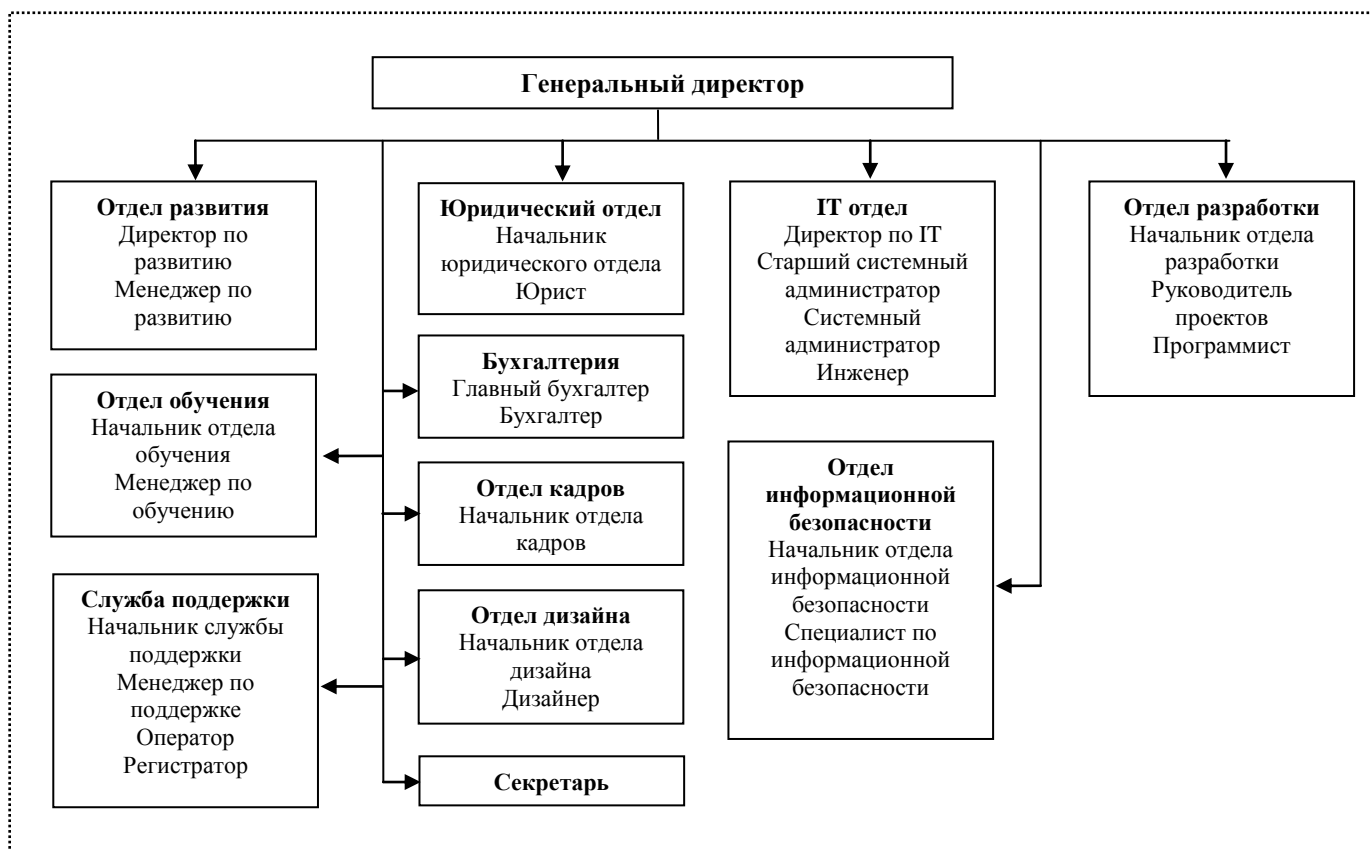 Генеральный директор
Отдел развития
Директор по
развитию
Менеджер по
развитию
Юридический отдел
Начальник
юридического отдела
Юрист
IT отдел
Директор по IT
Старший системный
администратор
Системный
администратор
Инженер
Отдел разработки
Начальник отдела
разработки
Руководитель
проектов
Программист
Отдел обучения
Начальник отдела
обучения
Менеджер по
обучению
Бухгалтерия
Главный бухгалтер
Бухгалтер
Отдел кадров
Начальник отдела
кадров
Отдел
информационной
безопасности
Начальник отдела
информационной
безопасности
Специалист по
информационной
безопасности
Служба поддержки
Начальник службы
поддержки
Менеджер по
поддержке
Оператор
Регистратор
Отдел дизайна
Начальник отдела
дизайна
Дизайнер
Секретарь